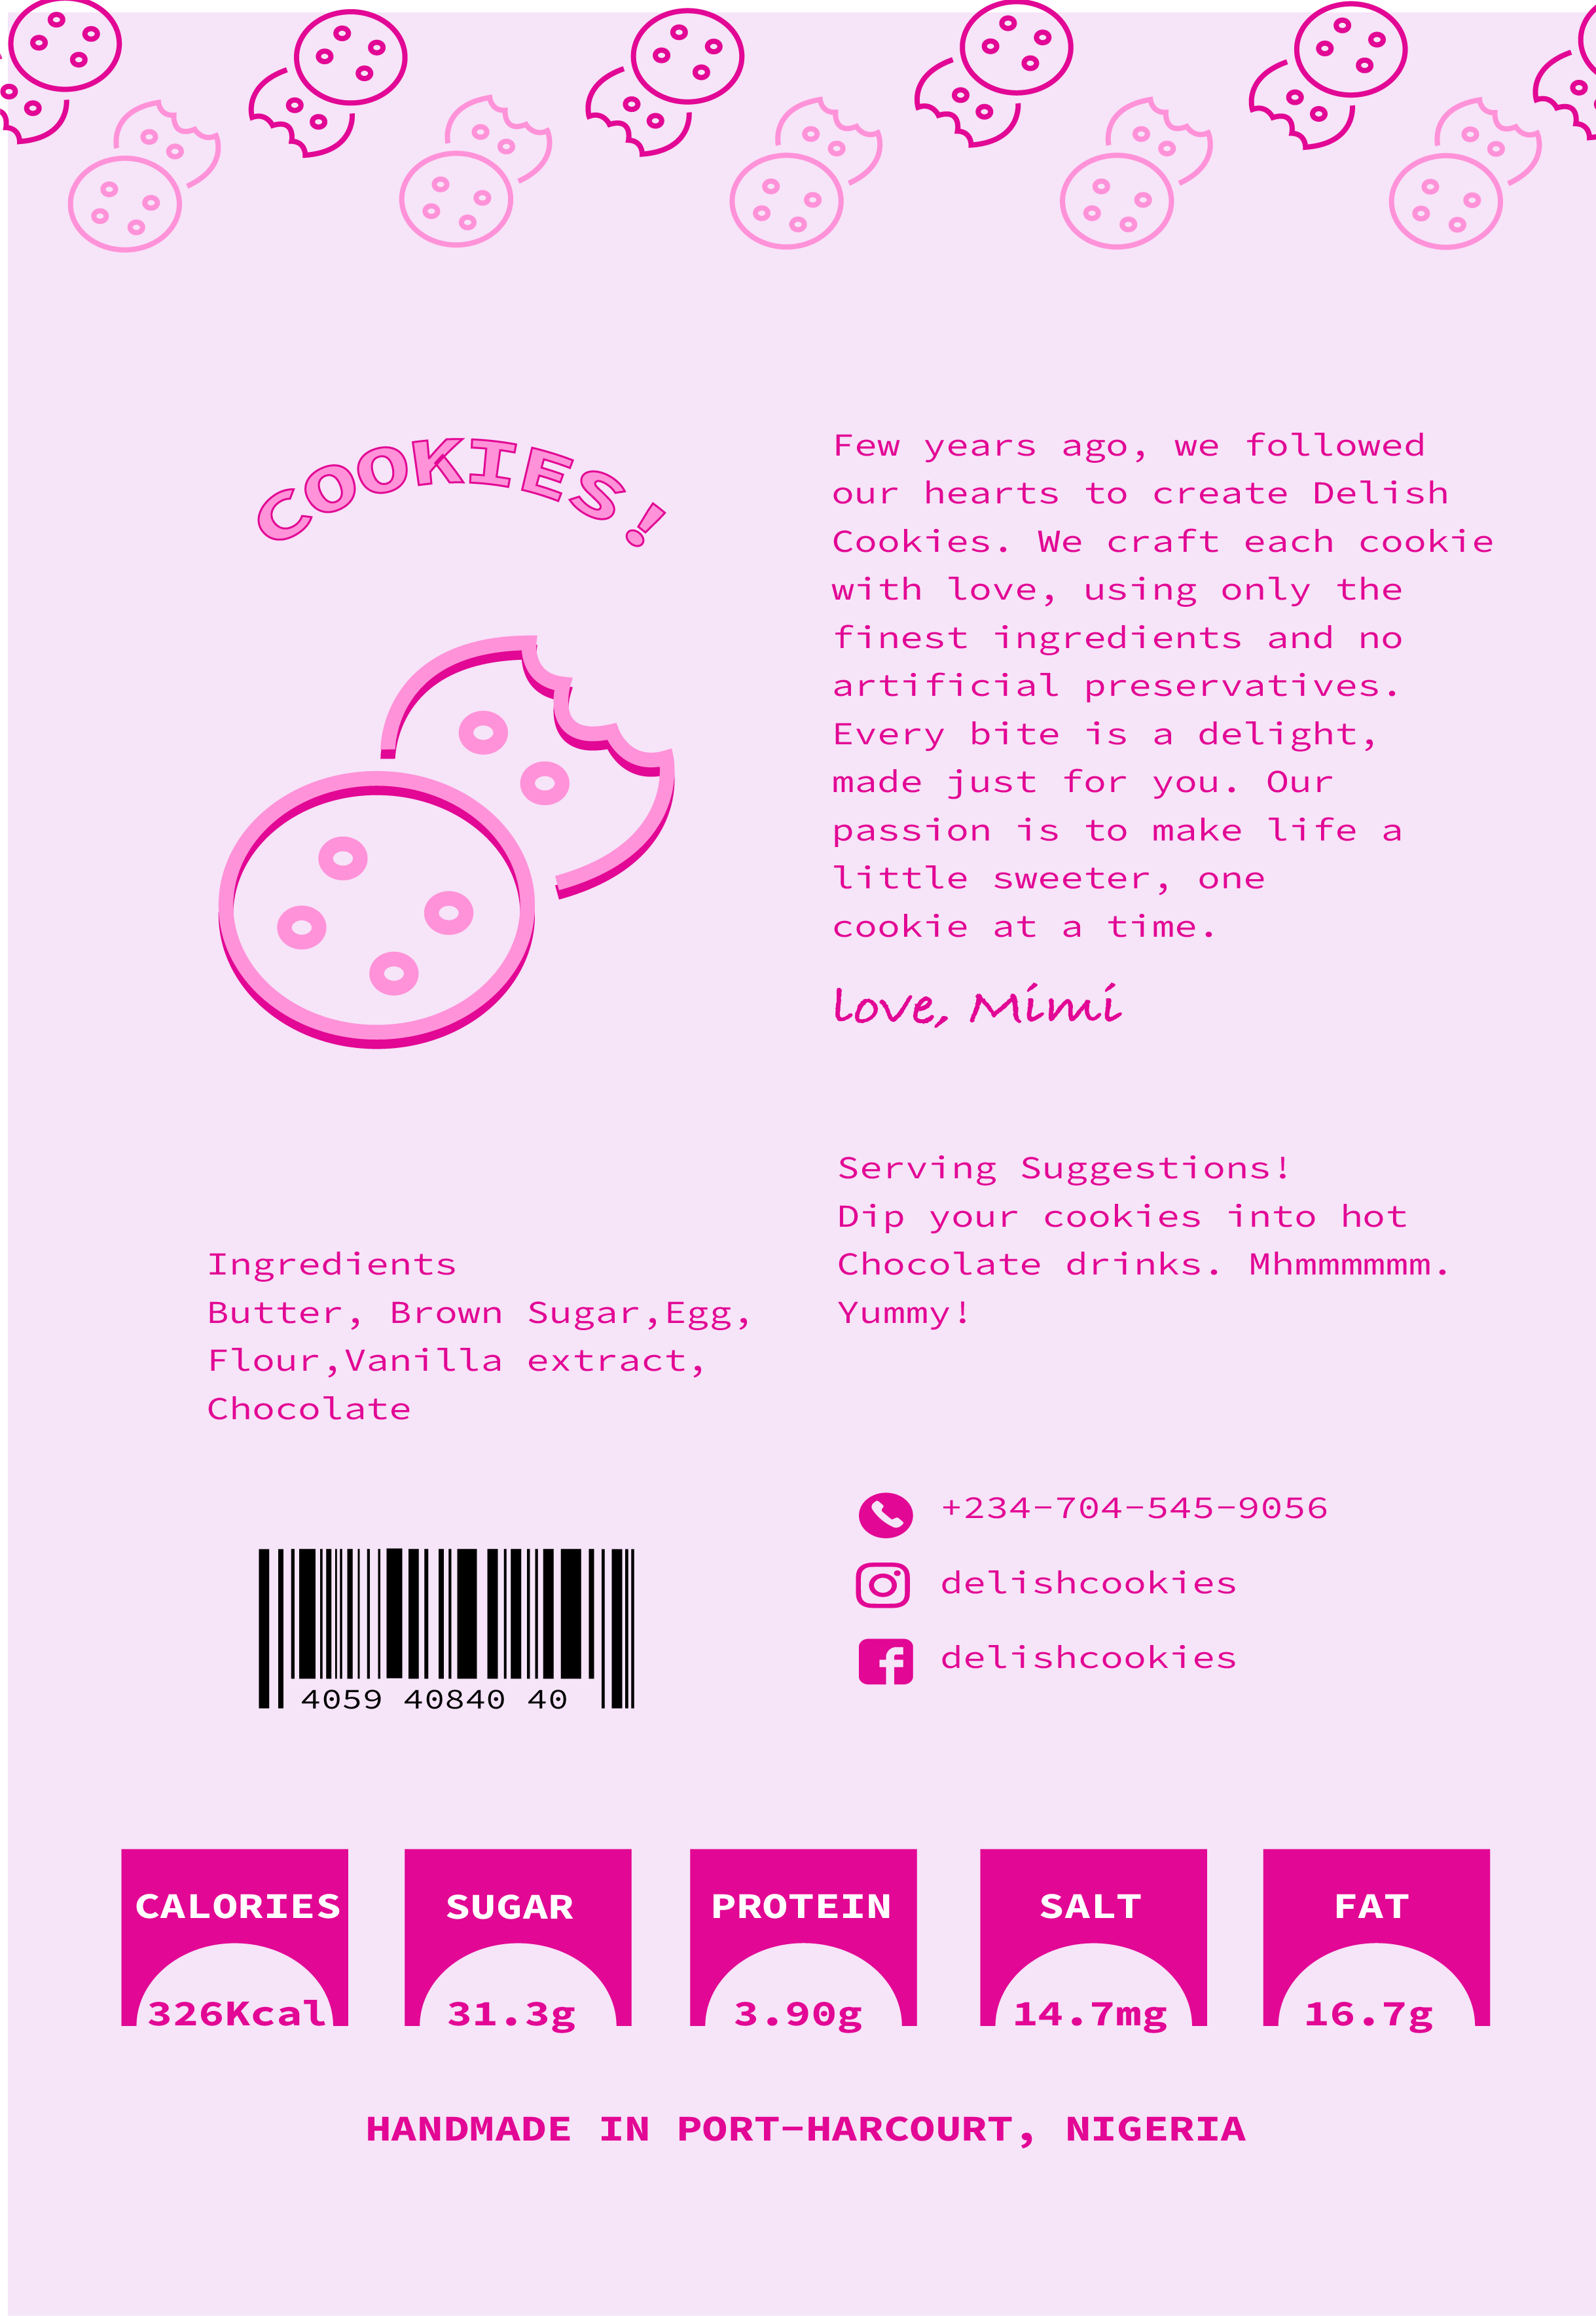 COOKIES!
Few years ago, we followed
our hearts to create Delish
Cookies. We craft each cookie
with love, using only the
finest ingredients and no
artificial preservatives.
Every bite is a delight,
made just for you. Our
passion is to make life a
little sweeter, one
cookie at a time.
love, Mimi
Serving Suggestions!
Dip your cookies into hot
Chocolate drinks. Mhmmmmmm.
Yummy!
Ingredients
Butter, Brown Sugar,Egg,
Flour,Vanilla extract,
Chocolate
+234-704-545-9056
delishcookies
delishcookies
4059 40840 40
CALORIES
326Kcal
SUGAR
31.3g
PROTEIN
3.90g
SALT
14.7mg
FAT
16.7g
HANDMADE IN PORT-HARCOURT, NIGERIA